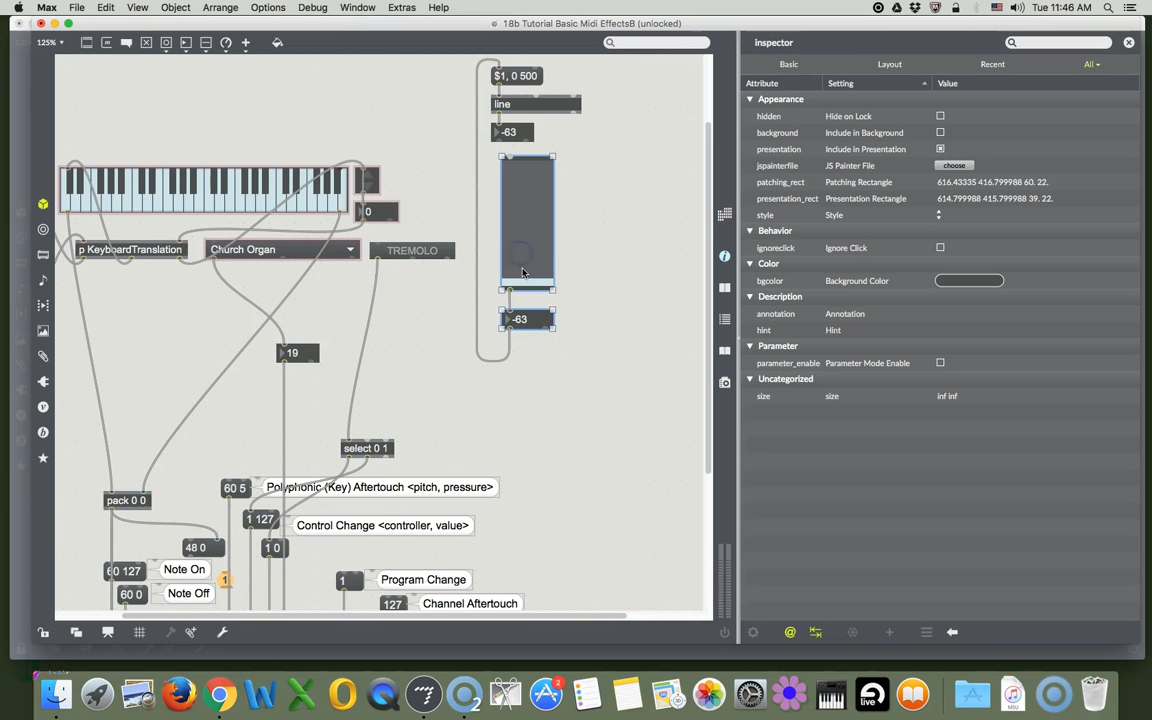 Max File Edit View Object Arrange Options Debug Window Extras Help Tue 11:46 AM
18b Tutorial Basic Midi EffectsB (unlocked)
125%
inspector
Basic Layout Recent All
Attribute Setting Value
Appearance
hidden Hide on Lock
background Include in Background
presentation Include in Presentation
jspainterfile JS Painter File choose
patching_rect Patching Rectangle 616.43335 416.799988 60. 22.
presentation_rect Presentation Rectangle 614.799988 415.799988 39. 22.
style Style
Behavior
ignoreclick Ignore Click
Color
bgcolor Background Color
Description
annotation Annotation
hint Hint
Parameter
parameter_enable Parameter Mode Enable
Uncategorized
size size inf inf
$1, 0 500
line
-63
0
p KeyboardTranslation
Church Organ
TREMOLO
-63
19
select 0 1
pack 0 0
60 5
Polyphonic (Key) Aftertouch <pitch, pressure>
1 127
Control Change <controller, value>
48 0
1 0
60 127
Note On
1
1
Program Change
60 0
Note Off
127
Channel Aftertouch
2
2
live